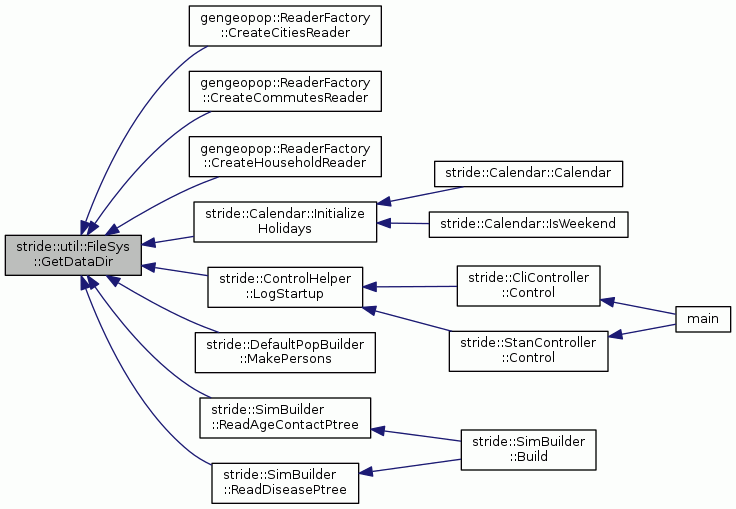 gengeopop::ReaderFactory
::CreateCitiesReader
gengeopop::ReaderFactory
::CreateCommutesReader
gengeopop::ReaderFactory
::CreateHouseholdReader
stride::Calendar::Calendar
stride::Calendar::Initialize
Holidays
stride::Calendar::IsWeekend
stride::util::FileSys
::GetDataDir
stride::ControlHelper
::LogStartup
stride::CliController
::Control
main
stride::DefaultPopBuilder
::MakePersons
stride::StanController
::Control
stride::SimBuilder
::ReadAgeContactPtree
stride::SimBuilder
::Build
stride::SimBuilder
::ReadDiseasePtree